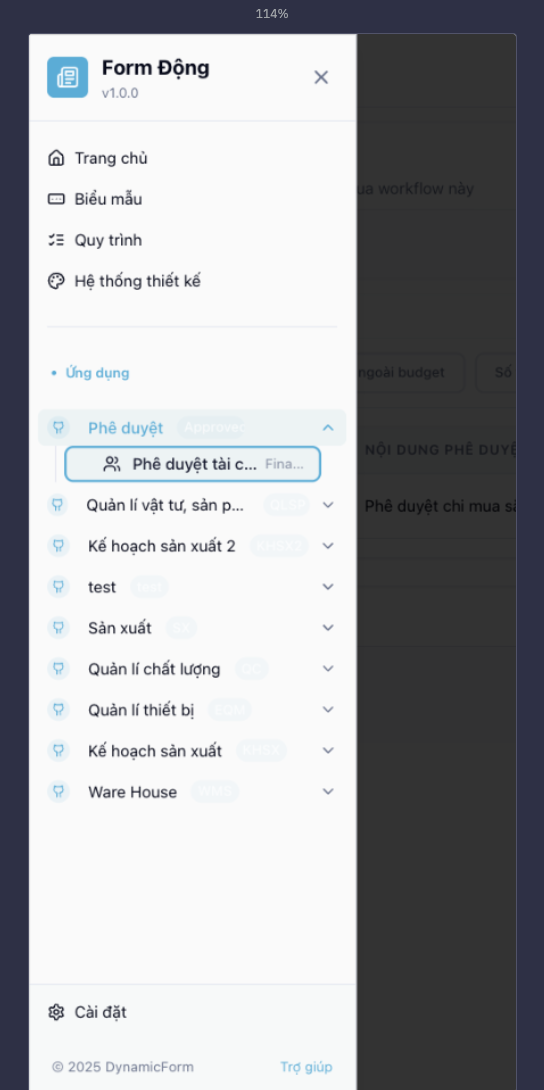 114%
Form Động
v1.0.0
Trang chủ
Biểu mẫu
Quy trình
Hệ thống thiết kế
ua workflow này
• Ứng dụng
ngoài budget
Số
Phê duyệt Approved
NỘI DUNG PHÊ DUYỆ
Phê duyệt tài c... Fina...
Quản lí vật tư, sản p... QLSP
Phê duyệt chi mua sả
Kế hoạch sản xuất 2 KHSX2
test test
Sản xuất SX
Quản lí chất lượng QC
Quản lí thiết bị EQM
Kế hoạch sản xuất KHSX
Ware House WMS
Cài đặt
© 2025 DynamicForm
Trợ giúp